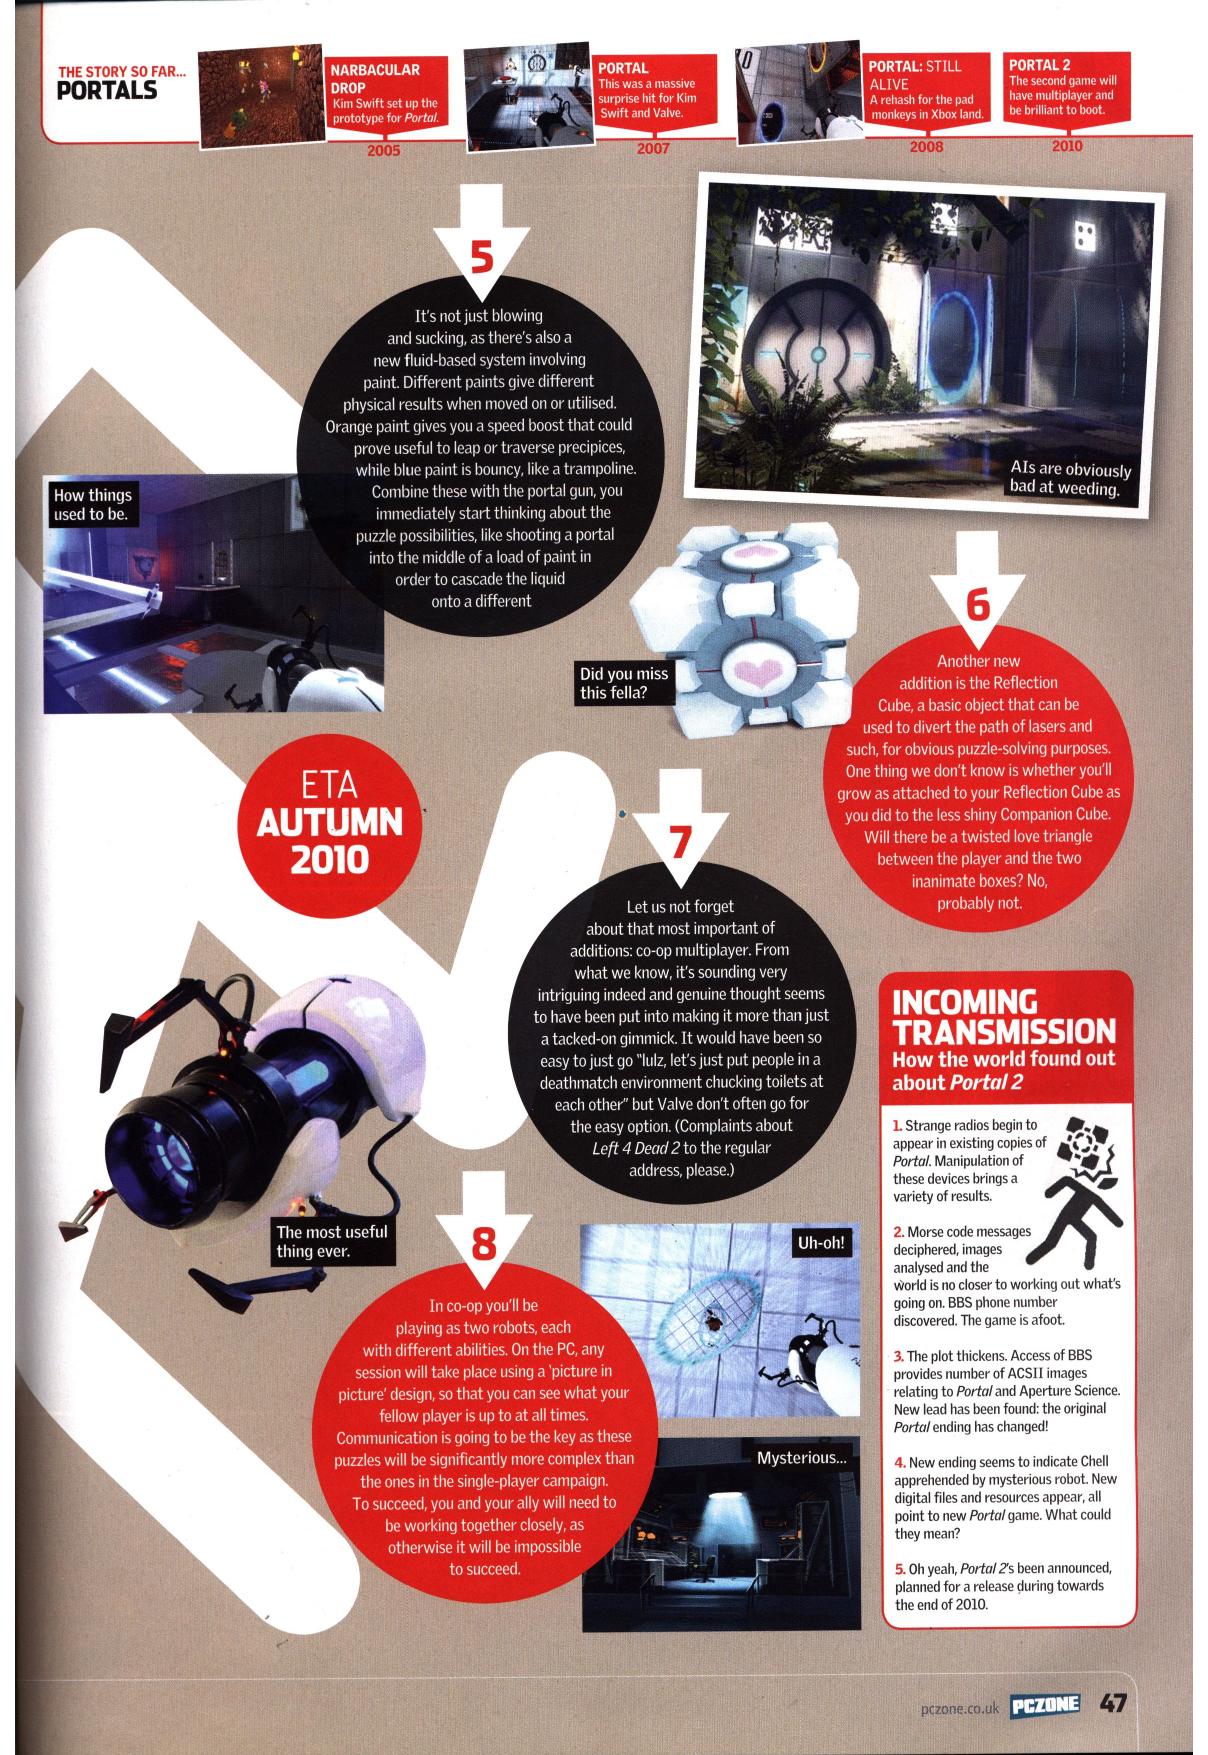 THE STORY SO FAR...
PORTALS
NARBACULAR
DROP
Kim Swift set up the
prototype for Portal.
2005
PORTAL
This was a massive
surprise hit for Kim
Swift and Valve.
2007
PORTAL: STILL
ALIVE
A rehash for the pad
monkeys in Xbox land.
2008
PORTAL 2
The second game will
have multiplayer and
be brilliant to boot.
2010
5
It's not just blowing
and sucking, as there's also a
new fluid-based system involving
paint. Different paints give different
physical results when moved on or utilised.
Orange paint gives you a speed boost that could
prove useful to leap or traverse precipices,
while blue paint is bouncy, like a trampoline.
Combine these with the portal gun, you
immediately start thinking about the
puzzle possibilities, like shooting a portal
into the middle of a load of paint in
order to cascade the liquid
onto a different
AIs are obviously
bad at weeding.
How things
used to be.
Did you miss
this fella?
6
Another new
addition is the Reflection
Cube, a basic object that can be
used to divert the path of lasers and
such, for obvious puzzle-solving purposes.
One thing we don't know is whether you'll
grow as attached to your Reflection Cube as
you did to the less shiny Companion Cube.
Will there be a twisted love triangle
between the player and the two
inanimate boxes? No,
probably not.
ETA
AUTUMN
2010
7
Let us not forget
about that most important of
additions: co-op multiplayer. From
what we know, it's sounding very
intriguing indeed and genuine thought seems
to have been put into making it more than just
a tacked-on gimmick. It would have been so
easy to just go "lulz, let's just put people in a
deathmatch environment chucking toilets at
each other" but Valve don't often go for
the easy option. (Complaints about
Left 4 Dead 2 to the regular
address, please.)
The most useful
thing ever.
8
In co-op you'll be
playing as two robots, each
with different abilities. On the PC, any
session will take place using a 'picture in
picture' design, so that you can see what your
fellow player is up to at all times.
Communication is going to be the key as these
puzzles will be significantly more complex than
the ones in the single-player campaign.
To succeed, you and your ally will need to
be working together closely, as
otherwise it will be impossible
to succeed.
Uh-oh!
Mysterious...
INCOMING
TRANSMISSION
How the world found out
about Portal 2
1. Strange radios begin to
appear in existing copies of
Portal. Manipulation of
these devices brings a
variety of results.
2. Morse code messages
deciphered, images
analysed and the
world is no closer to working out what's
going on. BBS phone number
discovered. The game is afoot.
3. The plot thickens. Access of BBS
provides number of ACSII images
relating to Portal and Aperture Science.
New lead has been found: the original
Portal ending has changed!
4. New ending seems to indicate Chell
apprehended by mysterious robot. New
digital files and resources appear, all
point to new Portal game. What could
they mean?
5. Oh yeah, Portal 2's been announced,
planned for a release during towards
the end of 2010.
pczone.co.uk PCZONE 47